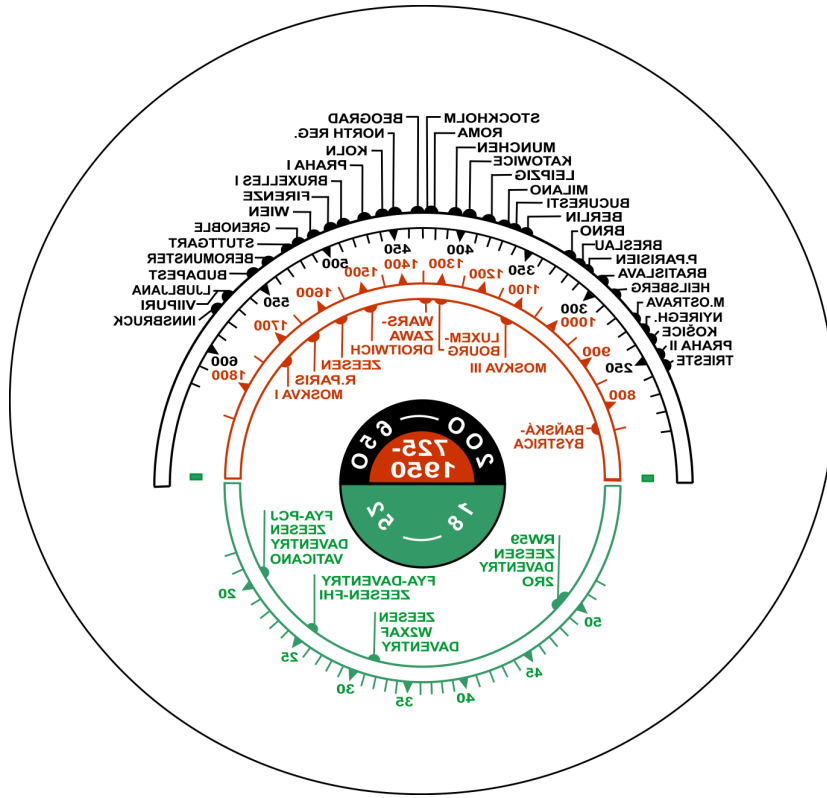 STOCKHOLM
BEOGRAD
ROMA
NORTH REG.
MUNCHEN
KOLN
KATOWICE
PRAHA I
LEIPZIG
BRUXELLES I
MILANO
FIRENZE
BUCURESTI
WIEN
BERLIN
GRENOBLE
BRNO
STUTTGART
BRESLAU
BEROMÜNSTER
P.PARISIEN
BUDAPEST
BRATISLAVA
LJUBLJANA
HEILSBERG
VIIPURI
M.OSTRAVA
INNSBRUCK
NYIREGH.
KOŠICE
PRAHA II
TRIESTE
250
300
350
400
450
500
550
600
800
900
1000
1100
1200
1300
1400
1500
1600
1700
1800
BAŃSKÁ-
BYSTRICA
MOSKVA III
LUXEM-
BOURG
WARS-
ZAWA
DROITWICH
ZEESEN
R.PARIS
MOSKVA I
200 — 650
725-
1950
18 — 52
RW59
ZEESEN
DAVENTRY
2RO
ZEESEN
W2XAF
DAVENTRY
FYA-DAVENTRY
ZEESEN-FHI
FYA-PCJ
ZEESEN
DAVENTRY
VATICANO
50
45
40
35
30
25
20